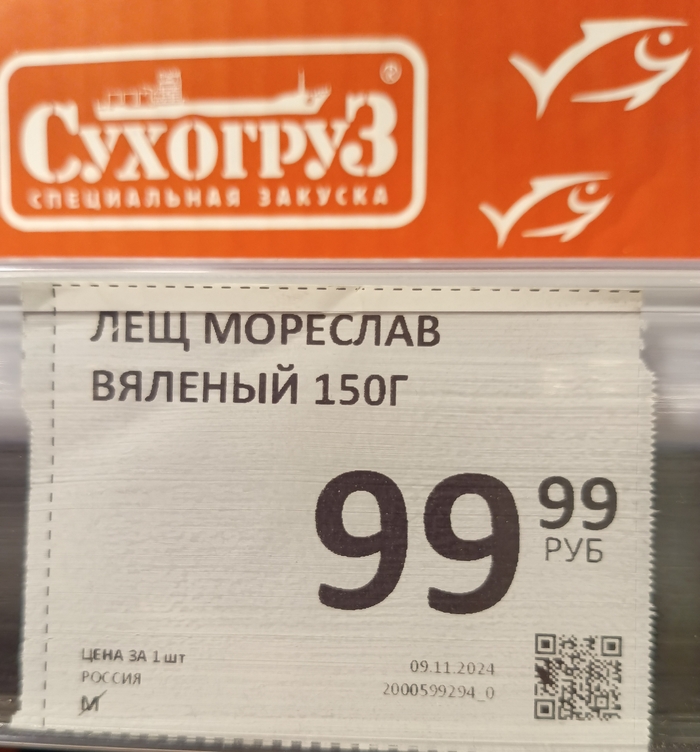 СУХОГРУЗ ®
СПЕЦИАЛЬНАЯ ЗАКУСКА
ЛЕЩ МОРЕСЛАВ
ВЯЛЕНЫЙ 150Г
99 99
РУБ
ЦЕНА ЗА 1 шт
РОССИЯ
М
09.11.2024
2000599294_0